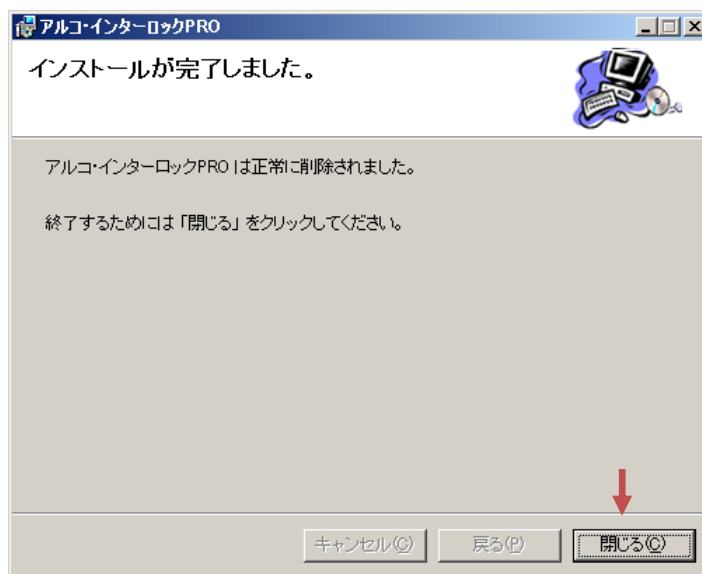 アルコ・インターロックPRO
インストールが完了しました。
アルコ・インターロックPRO は正常に削除されました。
終了するためには「閉じる」をクリックしてください。
キャンセル(C) 戻る(P) 閉じる(C)